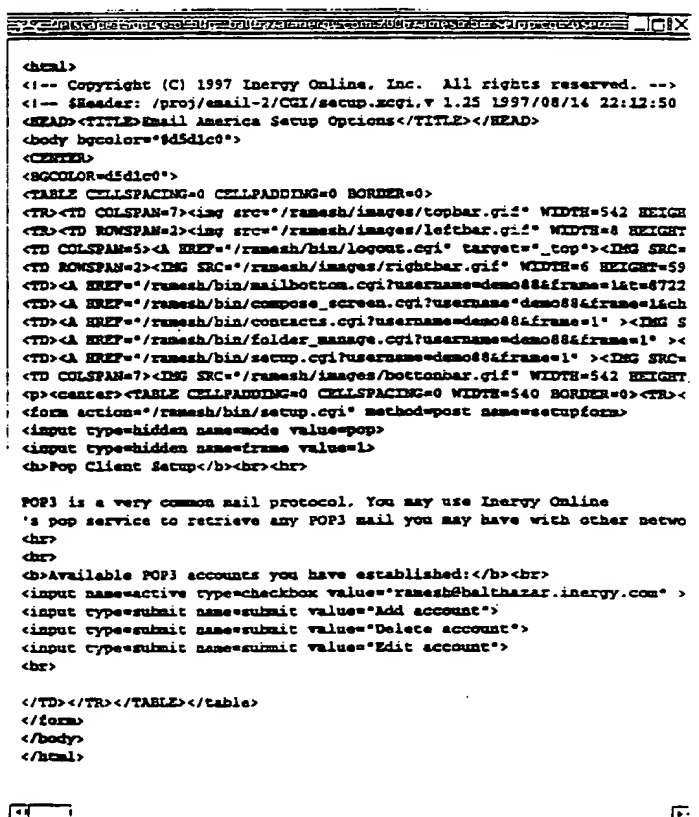 <html>
<!-- Copyright (C) 1997 Inergy Online, Inc. All rights reserved. -->
<!-- $Header: /proj/email-2/CGI/setup.xcgi,v 1.25 1997/08/14 22:12:50
<HEAD><TITLE>Email America Setup Options</TITLE></HEAD>
<body bgcolor="#d5d1c0">
<CENTER>
<BGCOLOR=d5d1c0">
<TABLE CELLSPACING=0 CELLPADDING=0 BORDER=0>
<TR><TD COLSPAN=7><img src="/ramesh/images/topbar.gif" WIDTH=542 HEIGH
<TR><TD ROWSPAN=2><img src="/ramesh/images/leftbar.gif" WIDTH=8 HEIGHT
<TD COLSPAN=5><A HREF="/ramesh/bin/logout.cgi" target="_top"><IMG SRC=
<TD ROWSPAN=2><IMG SRC="/ramesh/images/rightbar.gif" WIDTH=6 HEIGHT=59
<TD><A HREF="/ramesh/bin/mailbottom.cgi?username=demo88&frame=1&t=8722
<TD><A HREF="/ramesh/bin/compose_screen.cgi?username=demo88&frame=1&ch
<TD><A HREF="/ramesh/bin/contacts.cgi?username=demo88&frame=1" ><IMG S
<TD><A HREF="/ramesh/bin/folder_manage.cgi?username=demo88&frame=1" ><
<TD><A HREF="/ramesh/bin/setup.cgi?username=demo88&frame=1" ><IMG SRC=
<TD COLSPAN=7><IMG SRC="/ramesh/images/bottonbar.gif" WIDTH=542 HEIGHT
<p><center><TABLE CELLPADDING=0 CELLSPACING=0 WIDTH=540 BORDER=0><TR><
<form action="/ramesh/bin/setup.cgi" method=post name=setupform>
<input type=hidden name=mode value=pop>
<input type=hidden name=frame value=1>
<b>Pop Client Setup</b><br><br>
POP3 is a very common mail protocol. You may use Inergy Online
's pop service to retrieve any POP3 mail you may have with other netwo
<hr>
<br>
<b>Available POP3 accounts you have established:</b><br>
<input name=active type=checkbox value="ramesh@balthazar.inergy.com" >
<input type=submit name=submit value="Add account">
<input type=submit name=submit value="Delete account">
<input type=submit name=submit value="Edit account">
<br>
</TD></TR></TABLE></table>
</form>
</body>
</html>